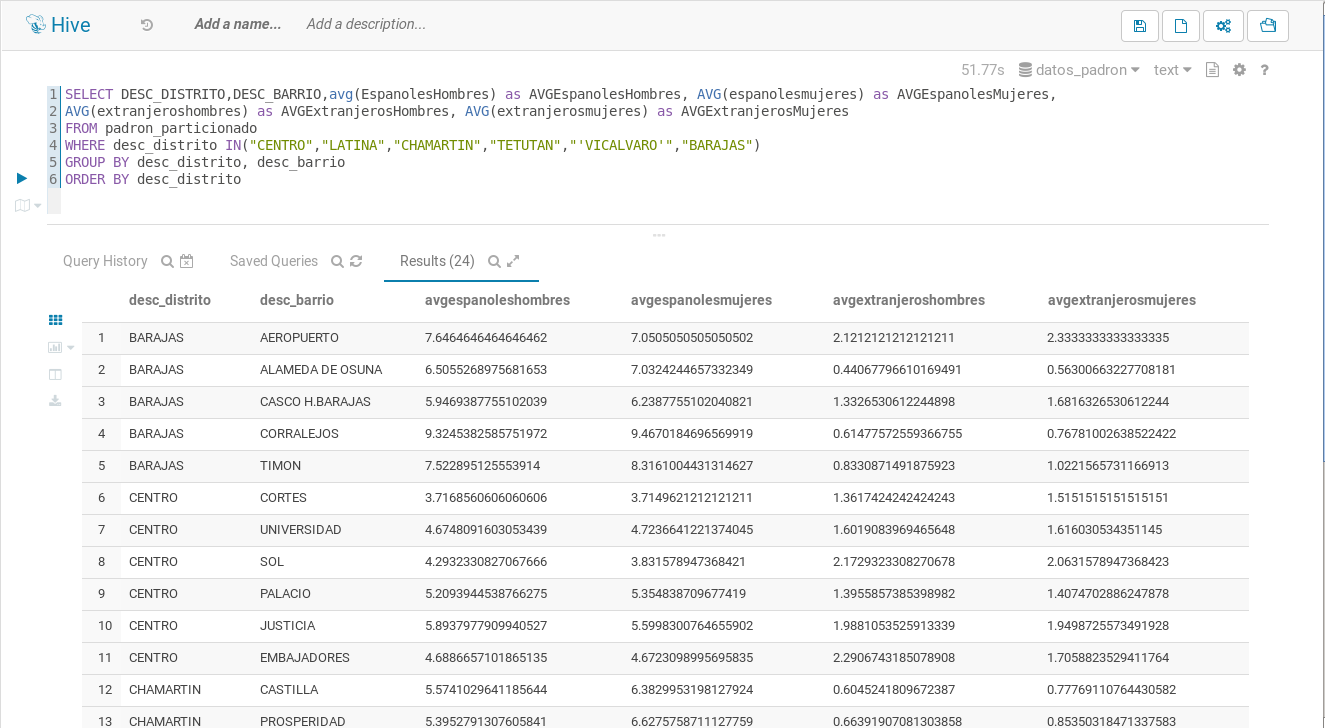 Hive Add a name... Add a description...
51.77s datos_padron text ?
1 SELECT DESC_DISTRITO,DESC_BARRIO,avg(EspanolesHombres) as AVGEspanolesHombres, AVG(espanolesmujeres) as AVGEspanolesMujeres,
2 AVG(extranjeroshombres) as AVGExtranjerosHombres, AVG(extranjerosmujeres) as AVGExtranjerosMujeres
3 FROM padron_particionado
4 WHERE desc_distrito IN("CENTRO","LATINA","CHAMARTIN","TETUTAN","'VICALVARO'","BARAJAS")
5 GROUP BY desc_distrito, desc_barrio
6 ORDER BY desc_distrito
Query History Saved Queries Results (24)
desc_distrito desc_barrio avgespanoleshombres avgespanolesmujeres avgextranjeroshombres avgextranjerosmujeres
1 BARAJAS AEROPUERTO 7.6464646464646462 7.0505050505050502 2.1212121212121211 2.3333333333333335
2 BARAJAS ALAMEDA DE OSUNA 6.5055268975681653 7.0324244657332349 0.44067796610169491 0.56300663227708181
3 BARAJAS CASCO H.BARAJAS 5.9469387755102039 6.2387755102040821 1.3326530612244898 1.6816326530612244
4 BARAJAS CORRALEJOS 9.3245382585751972 9.4670184696569919 0.61477572559366755 0.76781002638522422
5 BARAJAS TIMON 7.522895125553914 8.3161004431314627 0.8330871491875923 1.0221565731166913
6 CENTRO CORTES 3.7168560606060606 3.7149621212121211 1.3617424242424243 1.5151515151515151
7 CENTRO UNIVERSIDAD 4.6748091603053439 4.7236641221374045 1.6019083969465648 1.616030534351145
8 CENTRO SOL 4.2932330827067666 3.831578947368421 2.1729323308270678 2.0631578947368423
9 CENTRO PALACIO 5.2093944538766275 5.354838709677419 1.3955857385398982 1.4074702886247878
10 CENTRO JUSTICIA 5.8937977909940527 5.5998300764655902 1.9881053525913339 1.9498725573491928
11 CENTRO EMBAJADORES 4.6886657101865135 4.6723098995695835 2.2906743185078908 1.7058823529411764
12 CHAMARTIN CASTILLA 5.5741029641185644 6.3829953198127924 0.6045241809672387 0.77769110764430582
13 CHAMARTIN PROSPERIDAD 5.3952791307605841 6.6275758711127759 0.66391907081303858 0.85350318471337583